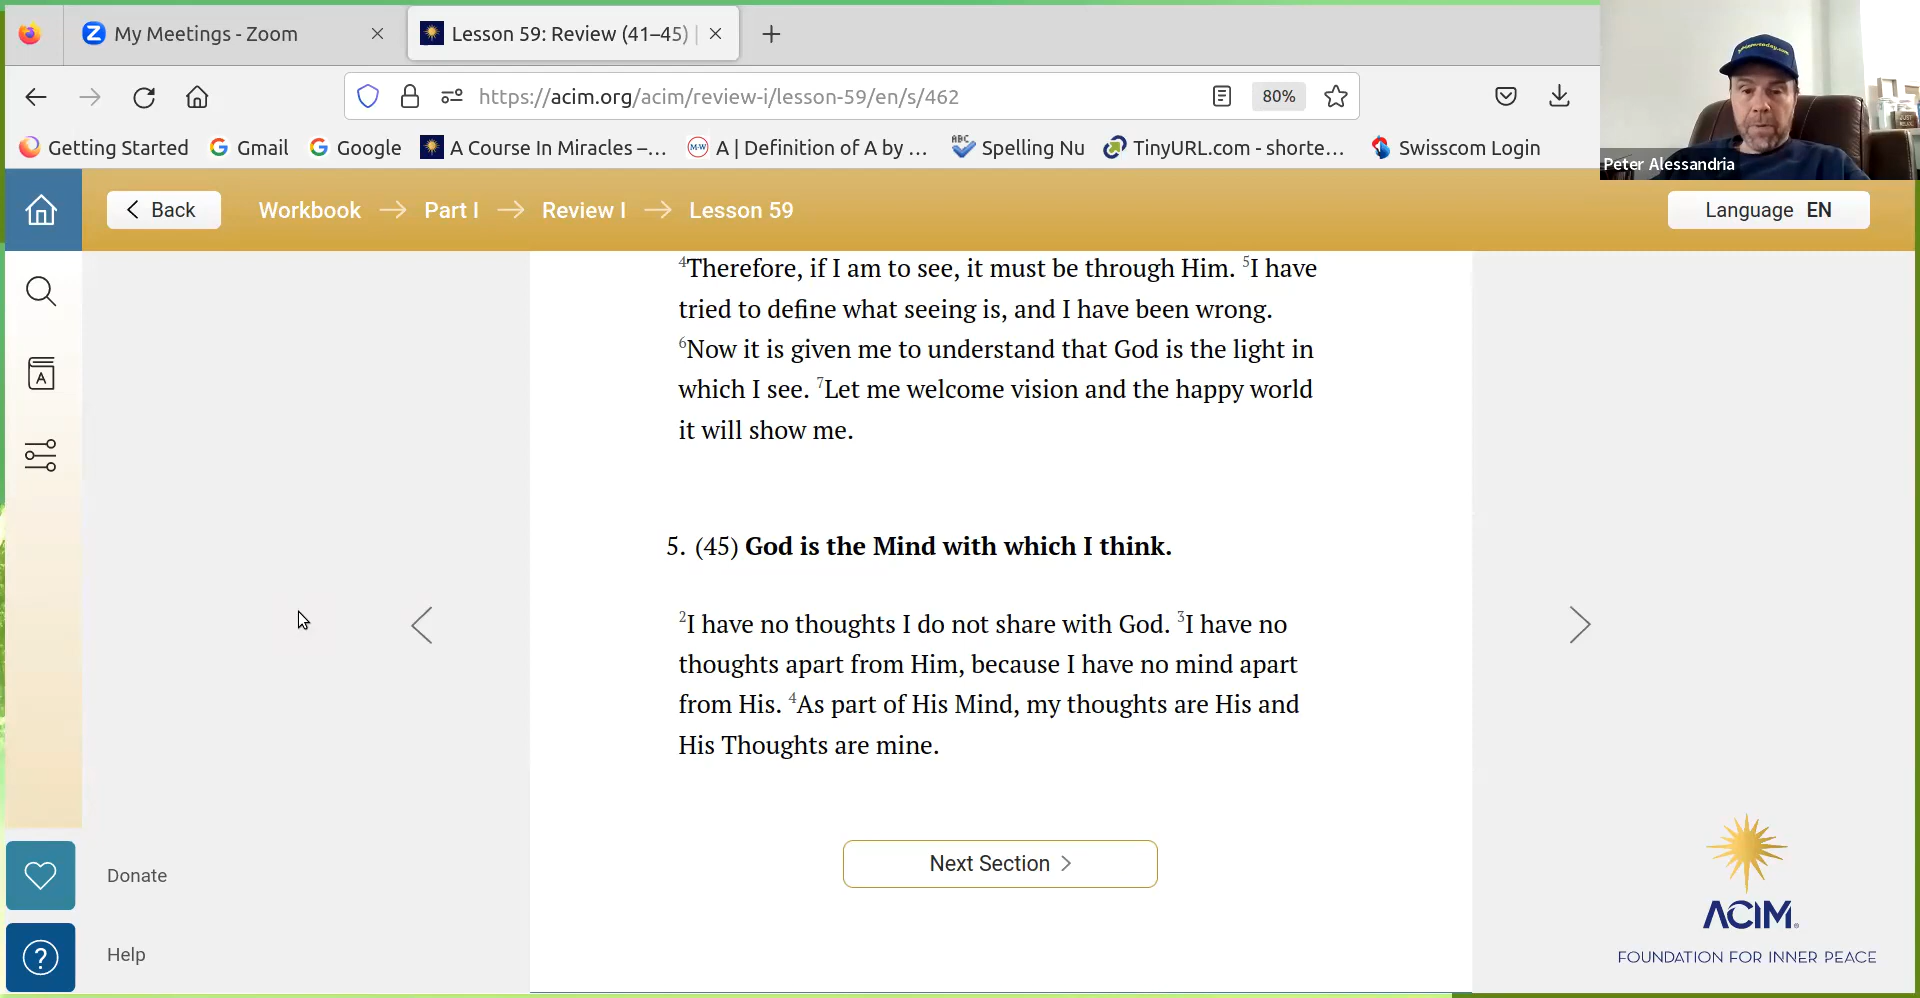 My Meetings - Zoom
Lesson 59: Review (41–45) |
https://acim.org/acim/review-i/lesson-59/en/s/462
80%
Getting Started
Gmail
Google
A Course In Miracles –...
M-W
A | Definition of A by ...
ABC
Spelling Nu
TinyURL.com - shorte...
Swisscom Login
Peter Alessandria
Back
Workbook → Part I → Review I → Lesson 59
Language EN
4Therefore, if I am to see, it must be through Him. 5I have
tried to define what seeing is, and I have been wrong.
6Now it is given me to understand that God is the light in
which I see. 7Let me welcome vision and the happy world
it will show me.
5. (45) God is the Mind with which I think.
2I have no thoughts I do not share with God. 3I have no
thoughts apart from Him, because I have no mind apart
from His. 4As part of His Mind, my thoughts are His and
His Thoughts are mine.
Next Section >
Donate
Help
ACIM
FOUNDATION FOR INNER PEACE